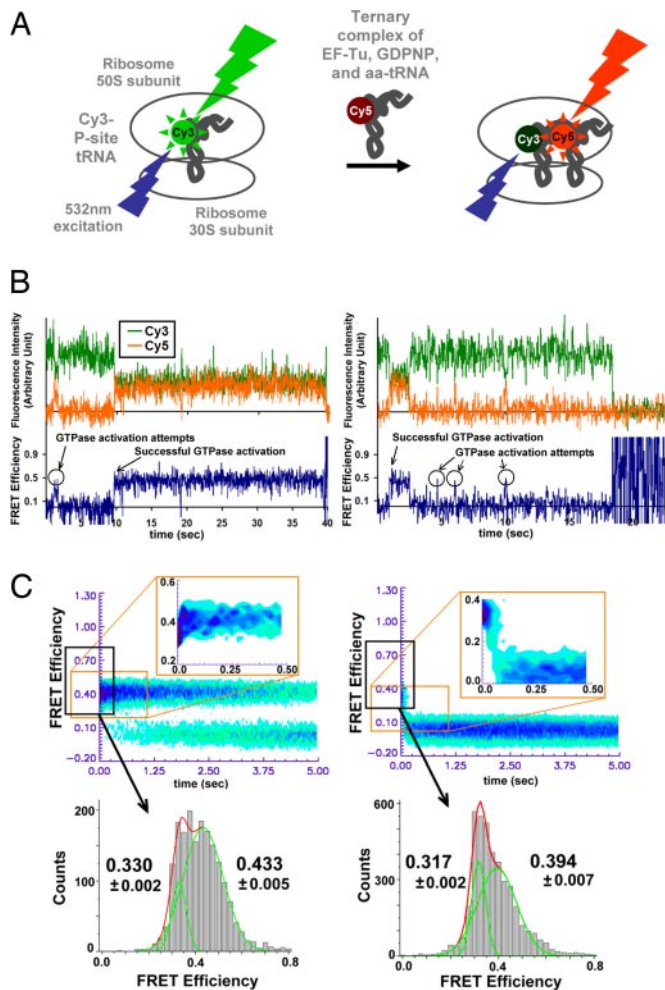 A
Ribosome
50S subunit
Cy3-
P-site
tRNA
Cy3
532nm
excitation
Ribosome
30S subunit
Ternary
complex of
EF-Tu, GDPNP,
and aa-tRNA
Cy5
Cy3
Cy5
B
Fluorescence Intensity
(Arbitrary Unit)
Cy3
Cy5
GTPase activation attempts
Successful GTPase activation
FRET Efficiency
0.9
0.5
0.1
0
10
20
30
40
time (sec)
Fluorescence Intensity
(Arbitrary Unit)
Successful GTPase activation
GTPase activation attempts
FRET Efficiency
0.9
0.5
0.1
0
5
10
15
20
time (sec)
C
FRET Efficiency
1.30
1.00
0.70
0.40
0.10
-0.20
0.00
1.25
2.50
3.75
5.00
time (sec)
0.6
0.4
0.2
0.0
0.25
0.50
FRET Efficiency
1.30
1.00
0.70
0.40
0.10
-0.20
0.00
1.25
2.50
3.75
5.00
time (sec)
0.4
0.2
0.0
0.0
0.25
0.50
Counts
200
100
0
0.330
±0.002
0.433
±0.005
0.0
0.4
0.8
FRET Efficiency
Counts
600
300
0
0.317
±0.002
0.394
±0.007
0.0
0.4
0.8
FRET Efficiency